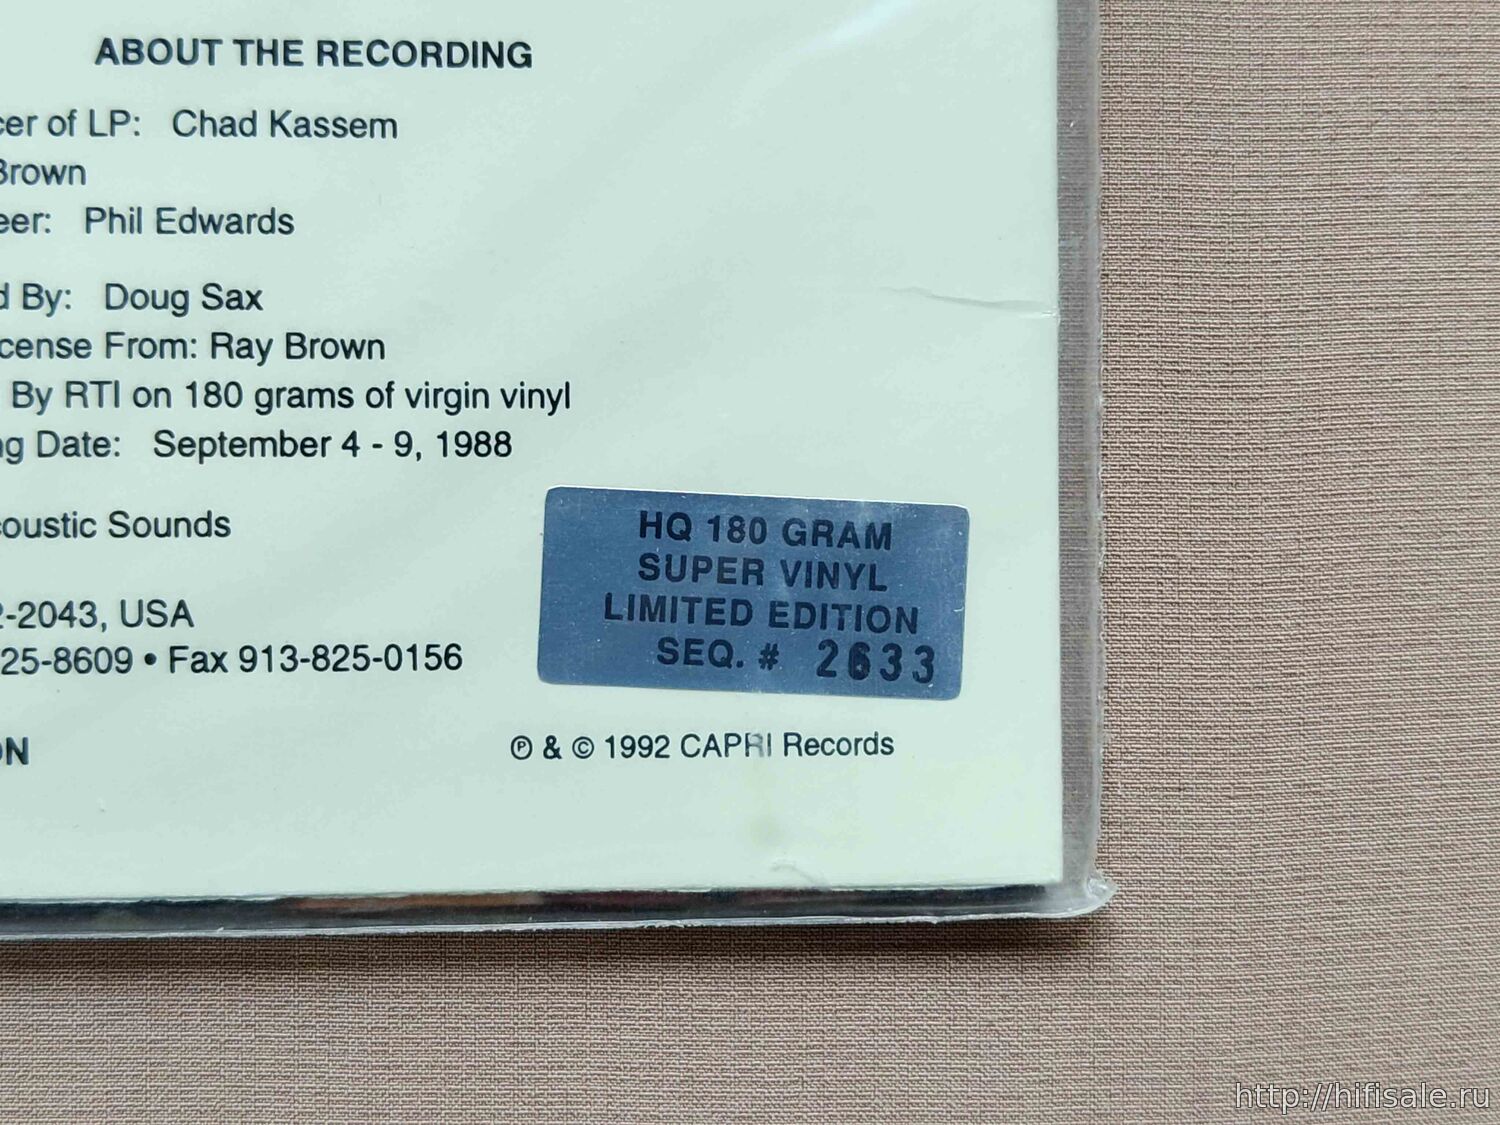 ABOUT THE RECORDING
cer of LP: Chad Kassem
Brown
eer: Phil Edwards
d By: Doug Sax
cense From: Ray Brown
By RTI on 180 grams of virgin vinyl
ng Date: September 4 - 9, 1988
coustic Sounds
2-2043, USA
25-8609 • Fax 913-825-0156
HQ 180 GRAM
SUPER VINYL
LIMITED EDITION
SEQ. # 2633
ON
℗ & © 1992 CAPRI Records
http://hifisale.ru